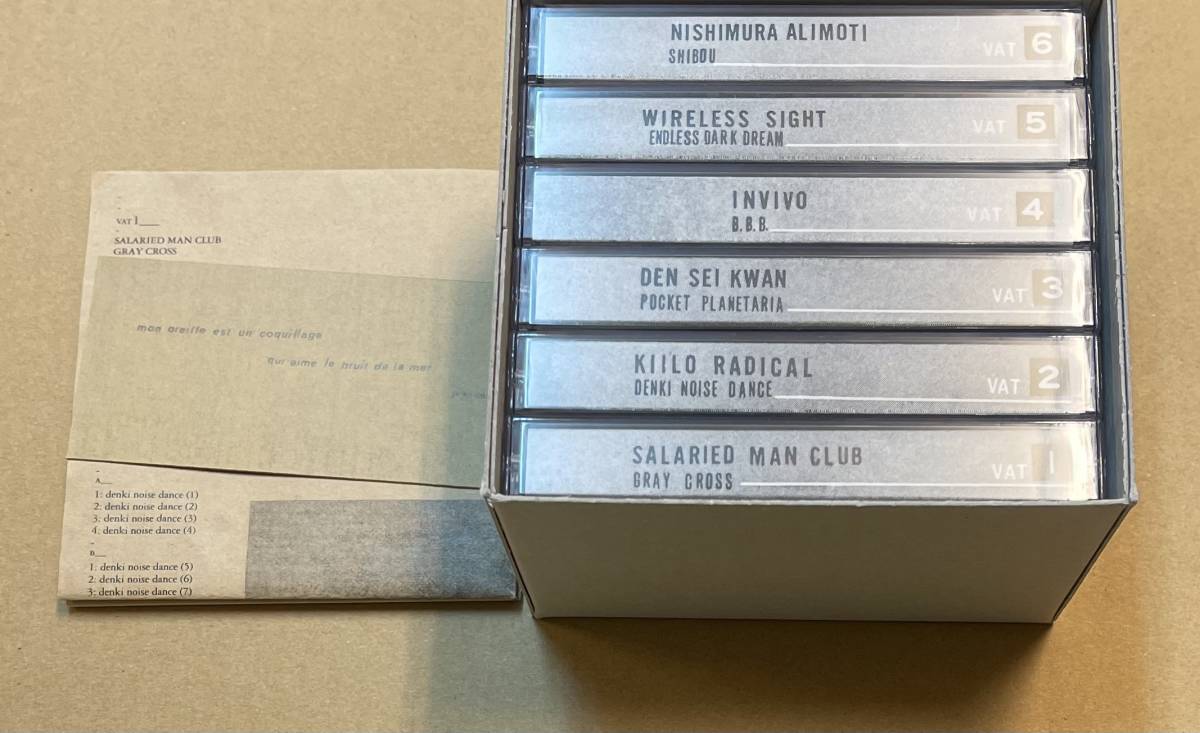 VAT 1
SALARIED MAN CLUB
GRAY CROSS
mon oreille est un coquillage
qui aime le bruit de la mer
A
1: denki noise dance (1)
2: denki noise dance (2)
3: denki noise dance (3)
4: denki noise dance (4)
B
1: denki noise dance (5)
2: denki noise dance (6)
3: denki noise dance (7)
NISHIMURA ALIMOTI
SHIBOU
VAT 6
WIRELESS SIGHT
ENDLESS DARK DREAM
VAT 5
INVIVO
B.B.B.
VAT 4
DEN SEI KWAN
POCKET PLANETARIA
VAT 3
KIILO RADICAL
DENKI NOISE DANCE
VAT 2
SALARIED MAN CLUB
GRAY CROSS
VAT 1